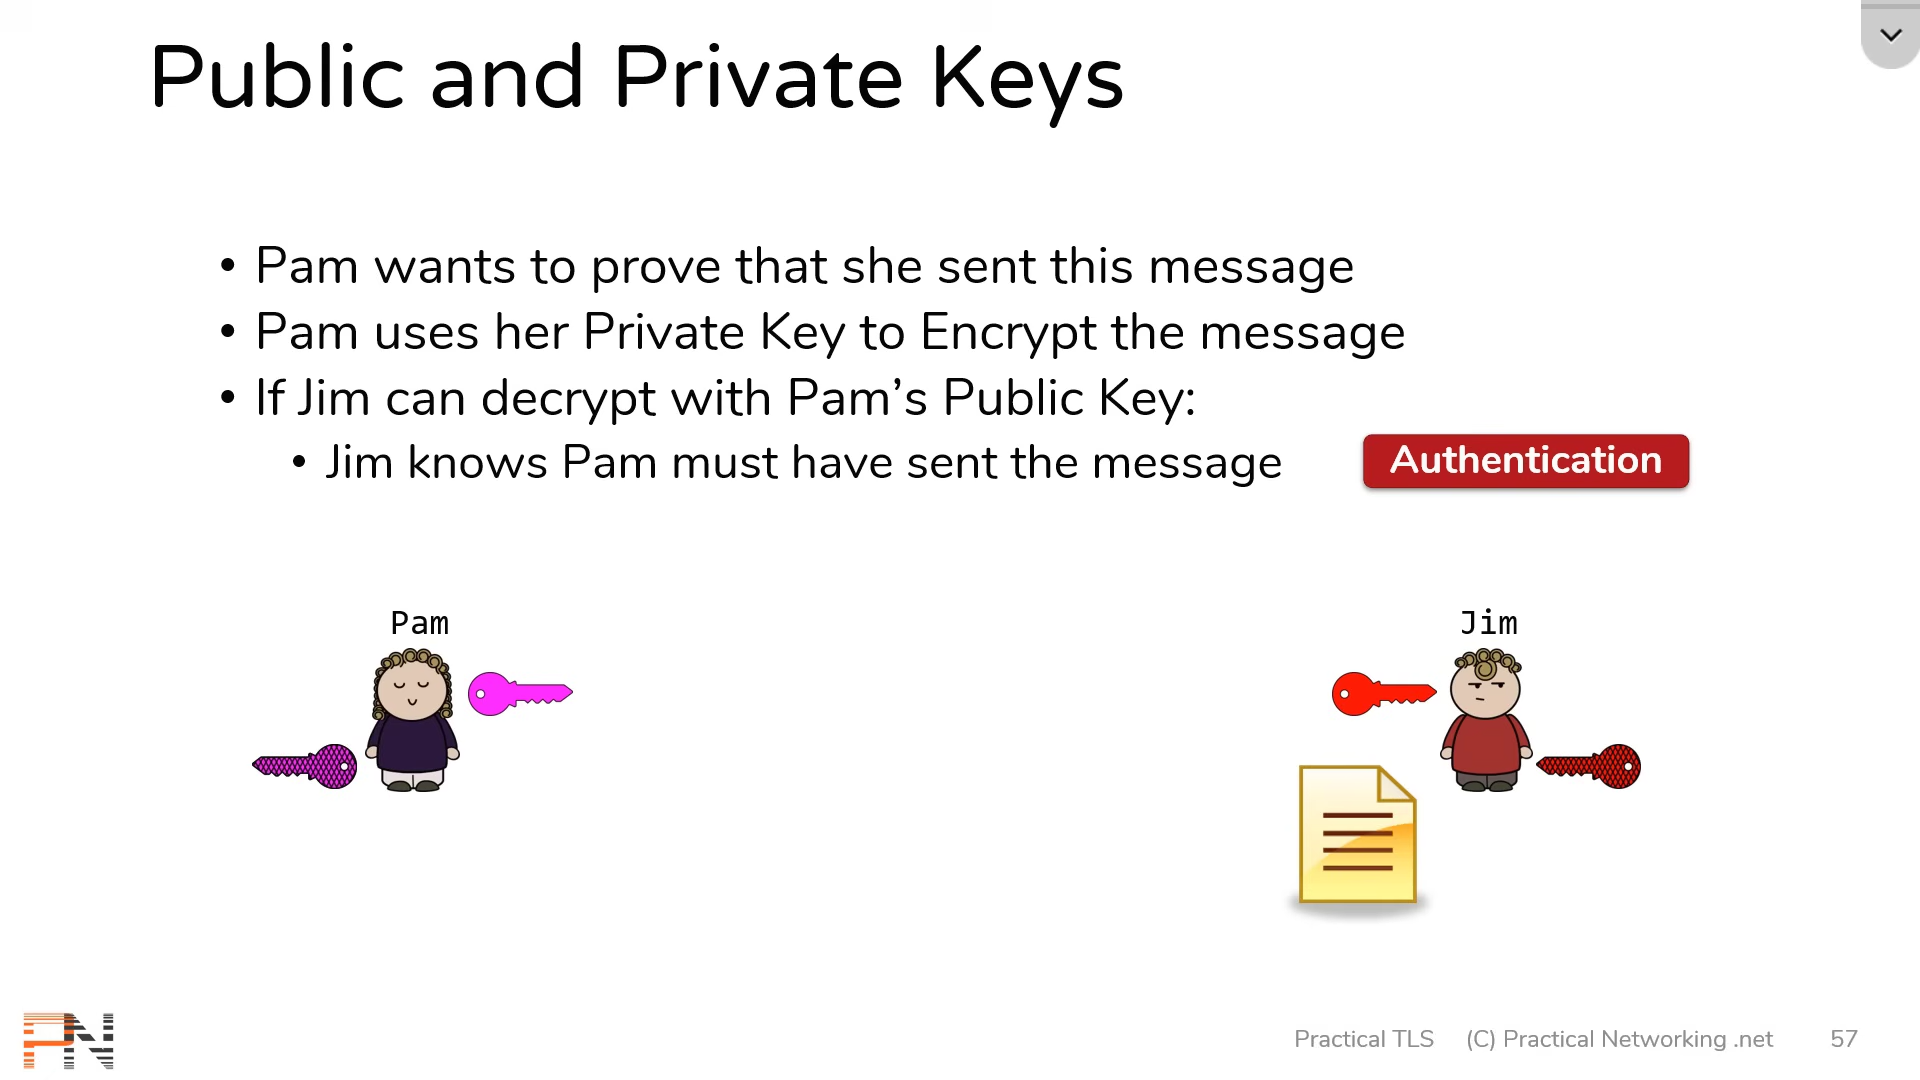 Public and Private Keys
• Pam wants to prove that she sent this message
• Pam uses her Private Key to Encrypt the message
• If Jim can decrypt with Pam’s Public Key:
• Jim knows Pam must have sent the message
Authentication
Pam
Jim
PN
Practical TLS (C) Practical Networking .net 57